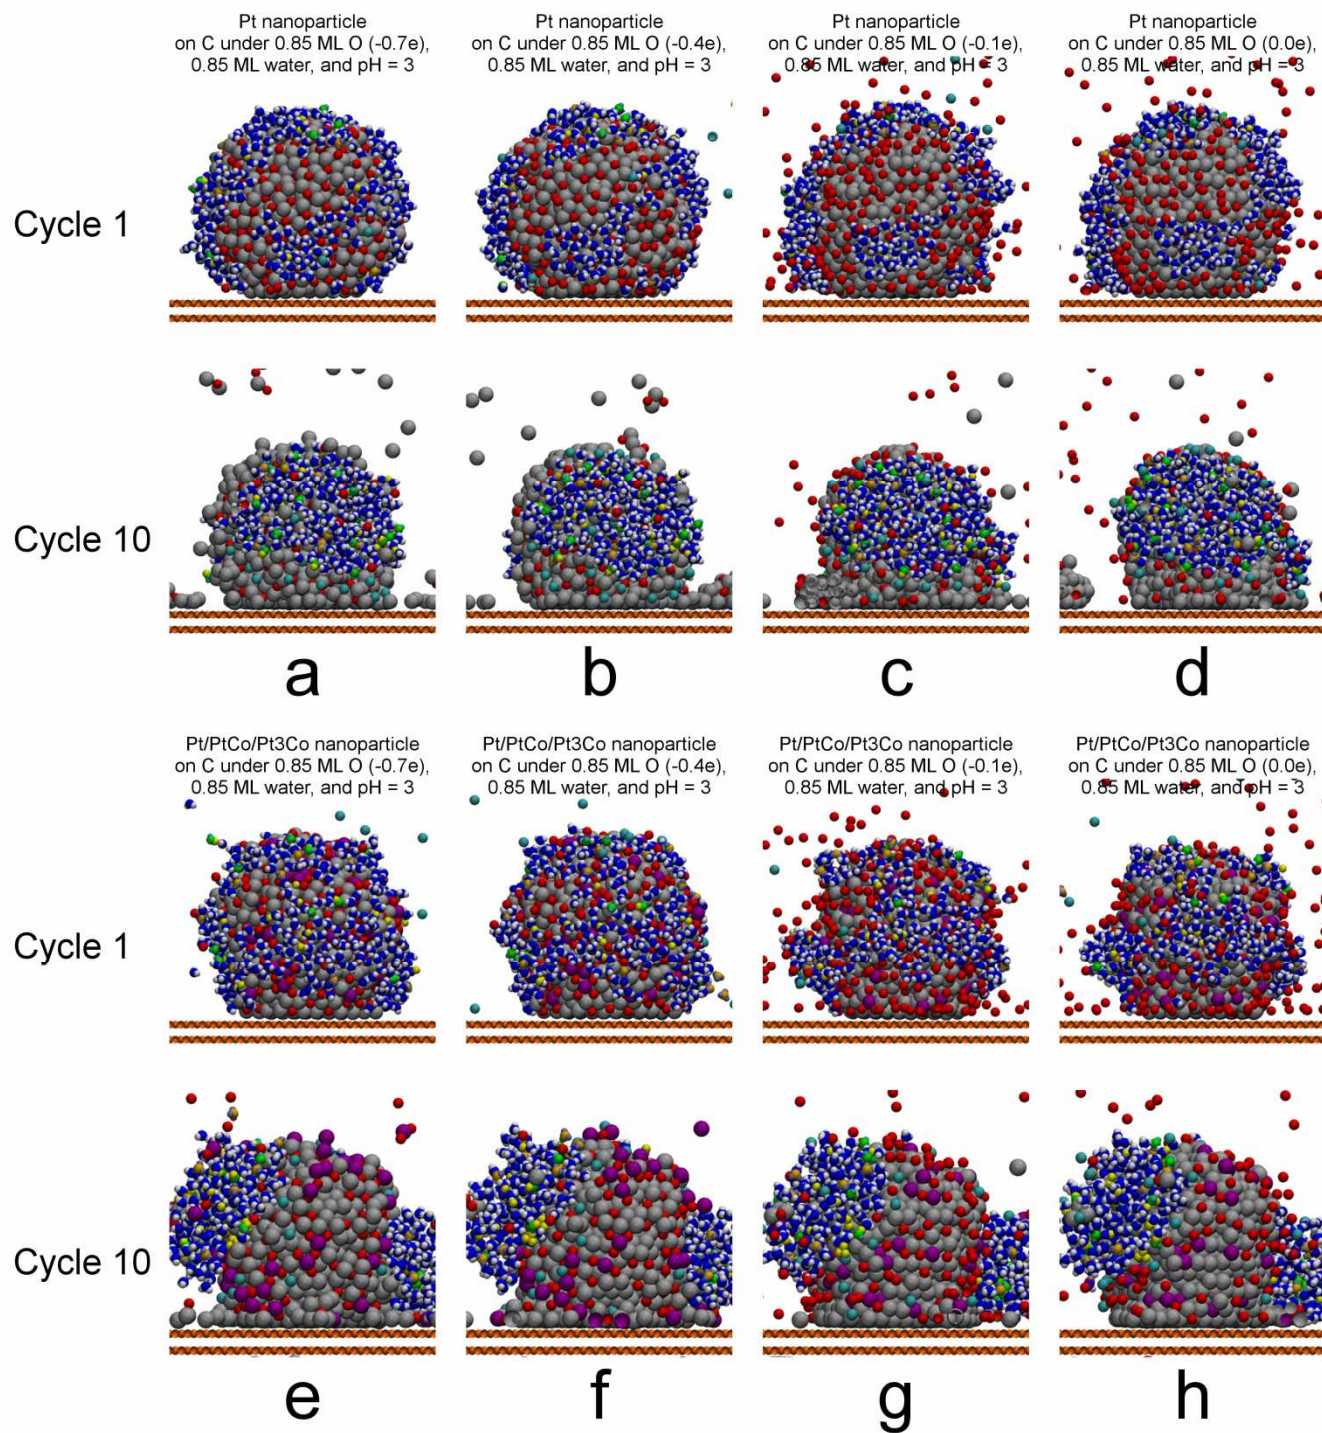 Pt nanoparticle
on C under 0.85 ML O (-0.7e),
0.85 ML water, and pH = 3
Pt nanoparticle
on C under 0.85 ML O (-0.4e),
0.85 ML water, and pH = 3
Pt nanoparticle
on C under 0.85 ML O (-0.1e),
0.85 ML water, and pH = 3
Pt nanoparticle
on C under 0.85 ML O (0.0e),
0.85 ML water, and pH = 3
Cycle 1
Cycle 10
a
b
c
d
Pt/PtCo/Pt3Co nanoparticle
on C under 0.85 ML O (-0.7e),
0.85 ML water, and pH = 3
Pt/PtCo/Pt3Co nanoparticle
on C under 0.85 ML O (-0.4e),
0.85 ML water, and pH = 3
Pt/PtCo/Pt3Co nanoparticle
on C under 0.85 ML O (-0.1e),
0.85 ML water, and pH = 3
Pt/PtCo/Pt3Co nanoparticle
on C under 0.85 ML O (0.0e),
0.85 ML water, and pH = 3
Cycle 1
Cycle 10
e
f
g
h